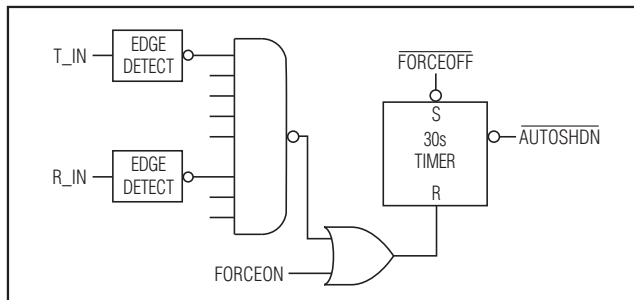 T_IN
EDGE
DETECT
R_IN
EDGE
DETECT
FORCEON
FORCEOFF
S
30s
TIMER
R
AUTOSHDN